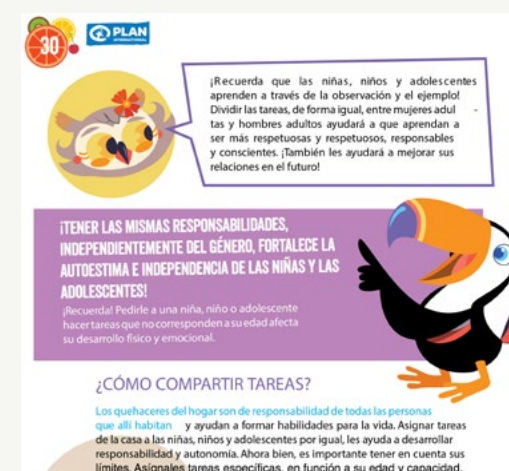 30
PLAN
INTERNATIONAL
¡Recuerda que las niñas, niños y adolescentes
aprenden a través de la observación y el ejemplo!
Dividir las tareas, de forma igual, entre mujeres adul -
tas y hombres adultos ayudará a que aprendan a
ser más respetuosas y respetuosos, responsables
y conscientes. ¡También les ayudará a mejorar sus
relaciones en el futuro!
¡TENER LAS MISMAS RESPONSABILIDADES,
INDEPENDIENTEMENTE DEL GÉNERO, FORTALECE LA
AUTOESTIMA E INDEPENDENCIA DE LAS NIÑAS Y LAS
ADOLESCENTES!
¡Recuerda! Pedirle a una niña, niño o adolescente
hacer tareas que no corresponden a su edad afecta
su desarrollo físico y emocional.
¿CÓMO COMPARTIR TAREAS?
Los quehaceres del hogar son de responsabilidad de todas las personas
que allí habitan y ayudan a formar habilidades para la vida. Asignar tareas
de la casa a las niñas, niños y adolescentes por igual, les ayuda a desarrollar
responsabilidad y autonomía. Ahora bien, es importante tener en cuenta sus
límites. Asígnales tareas específicas, en función a su edad y capacidad.